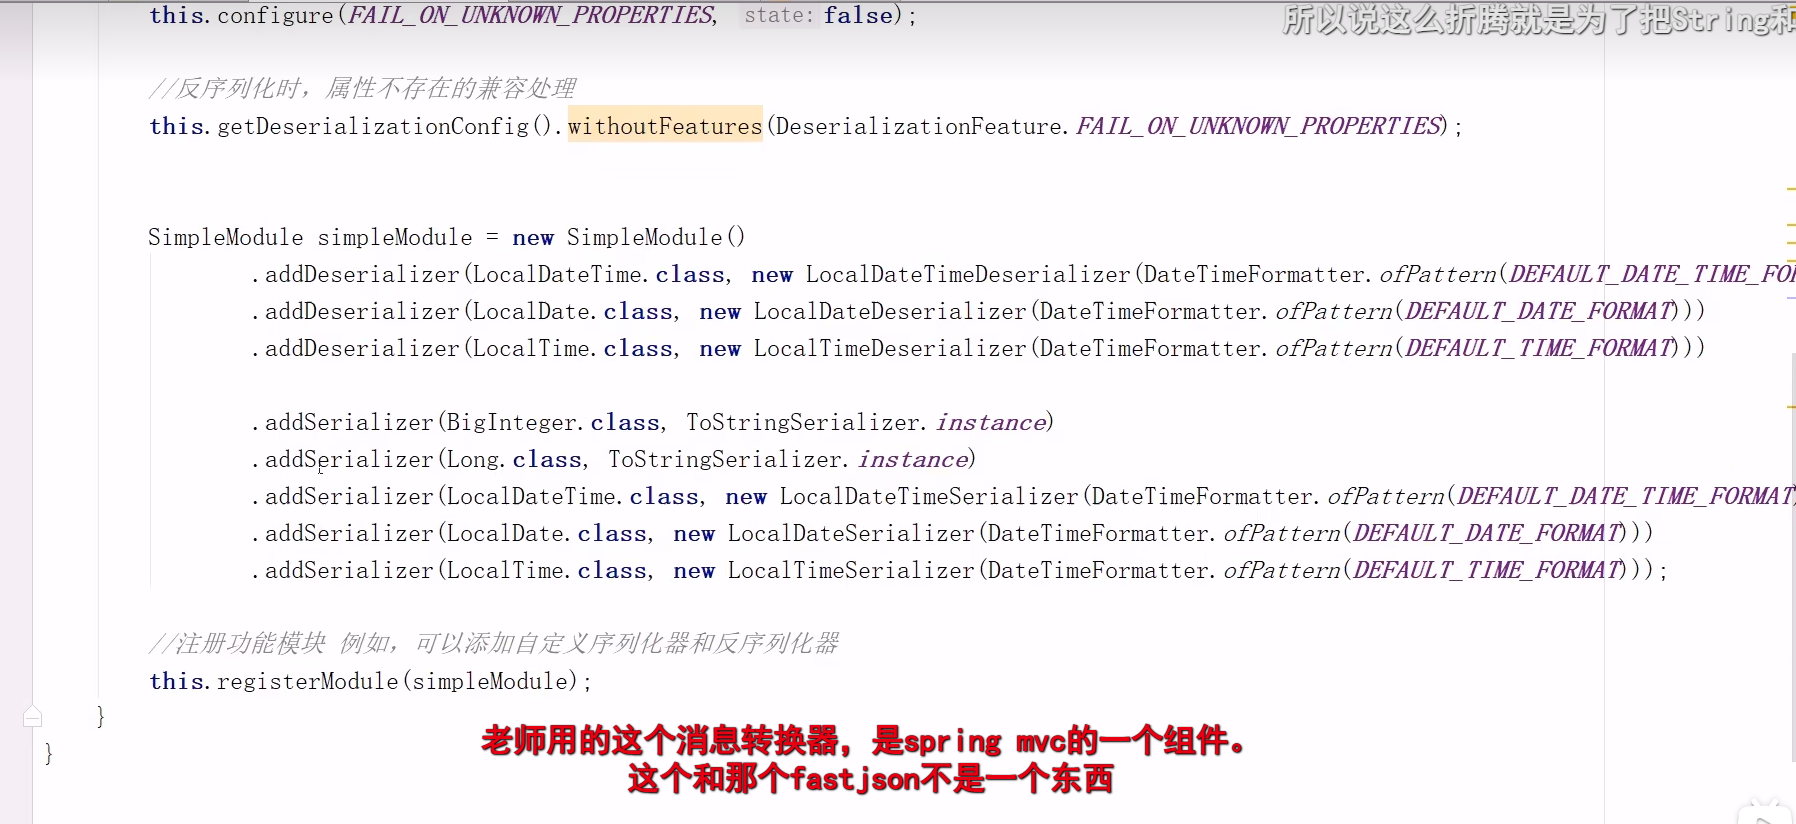 this.configure(FAIL_ON_UNKNOWN_PROPERTIES, state: false);
所以说这么折腾就是为了把String和
//反序列化时，属性不存在的兼容处理
this.getDeserializationConfig().withoutFeatures(DeserializationFeature.FAIL_ON_UNKNOWN_PROPERTIES);
SimpleModule simpleModule = new SimpleModule()
.addDeserializer(LocalDateTime.class, new LocalDateTimeDeserializer(DateTimeFormatter.ofPattern(DEFAULT_DATE_TIME_FOR
.addDeserializer(LocalDate.class, new LocalDateDeserializer(DateTimeFormatter.ofPattern(DEFAULT_DATE_FORMAT)))
.addDeserializer(LocalTime.class, new LocalTimeDeserializer(DateTimeFormatter.ofPattern(DEFAULT_TIME_FORMAT)))
.addSerializer(BigInteger.class, ToStringSerializer.instance)
.addSerializer(Long.class, ToStringSerializer.instance)
.addSerializer(LocalDateTime.class, new LocalDateTimeSerializer(DateTimeFormatter.ofPattern(DEFAULT_DATE_TIME_FORMAT)
.addSerializer(LocalDate.class, new LocalDateSerializer(DateTimeFormatter.ofPattern(DEFAULT_DATE_FORMAT)))
.addSerializer(LocalTime.class, new LocalTimeSerializer(DateTimeFormatter.ofPattern(DEFAULT_TIME_FORMAT)));
//注册功能模块 例如，可以添加自定义序列化器和反序列化器
this.registerModule(simpleModule);
}
}
老师用的这个消息转换器，是spring mvc的一个组件。
这个和那个fastjson不是一个东西